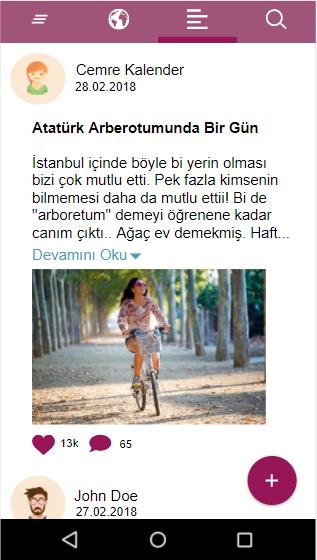 Cemre Kalender
28.02.2018
Atatürk Arberotumunda Bir Gün
İstanbul içinde böyle bi yerin olması
bizi çok mutlu etti. Pek fazla kimsenin
bilmemesi daha da mutlu ettii! Bi de
"arboretum" demeyi öğrenene kadar
canım çıktı.. Ağaç ev demekmiş. Haft...
Devamını Oku
13k 65
John Doe
27.02.2018